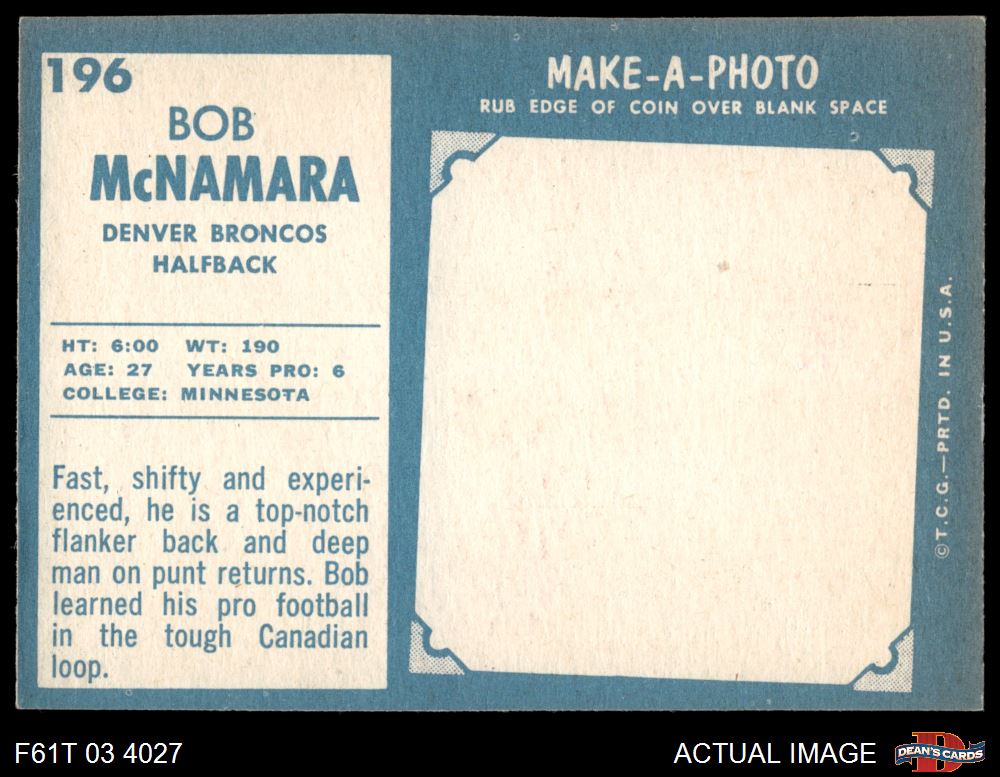 196
BOB
McNAMARA
DENVER BRONCOS
HALFBACK
HT: 6:00 WT: 190
AGE: 27 YEARS PRO: 6
COLLEGE: MINNESOTA
Fast, shifty and experi-
enced, he is a top-notch
flanker back and deep
man on punt returns. Bob
learned his pro football
in the tough Canadian
loop.
MAKE-A-PHOTO
RUB EDGE OF COIN OVER BLANK SPACE
©T.C.G.—PRTD. IN U.S.A.
F61T 03 4027
ACTUAL IMAGE
D
DEAN'S CARDS